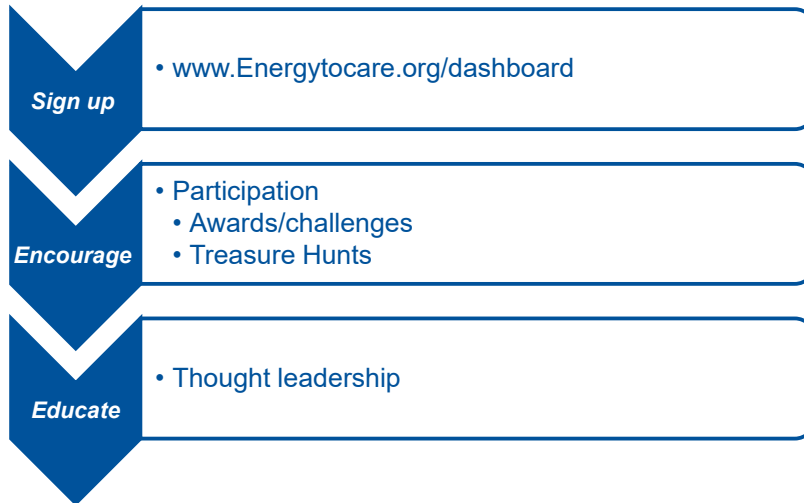 Sign up
• www.Energytocare.org/dashboard
Encourage
• Participation
• Awards/challenges
• Treasure Hunts
Educate
• Thought leadership